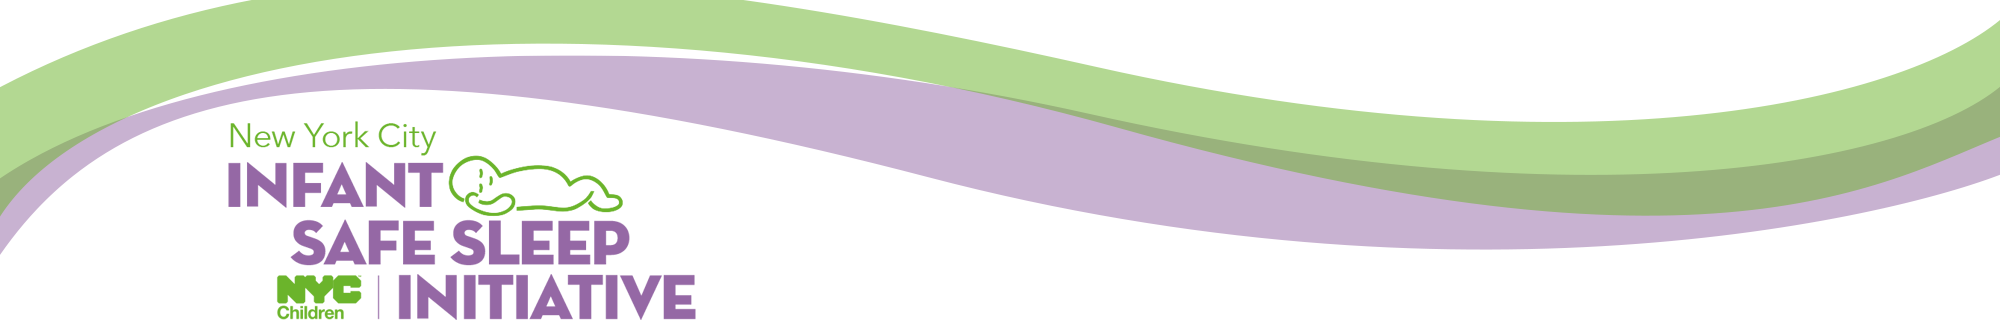 New York City
INFANT
SAFE SLEEP
INITIATIVE
NYC
Children